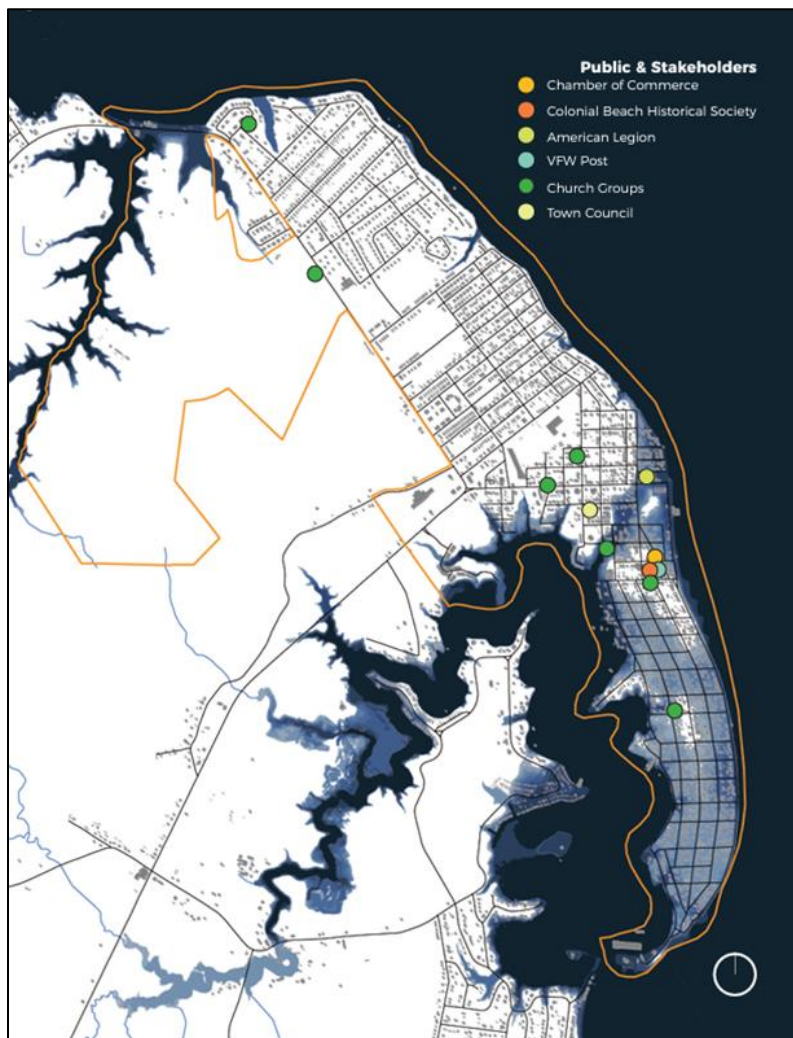 Public & Stakeholders
Chamber of Commerce
Colonial Beach Historical Society
American Legion
VFW Post
Church Groups
Town Council